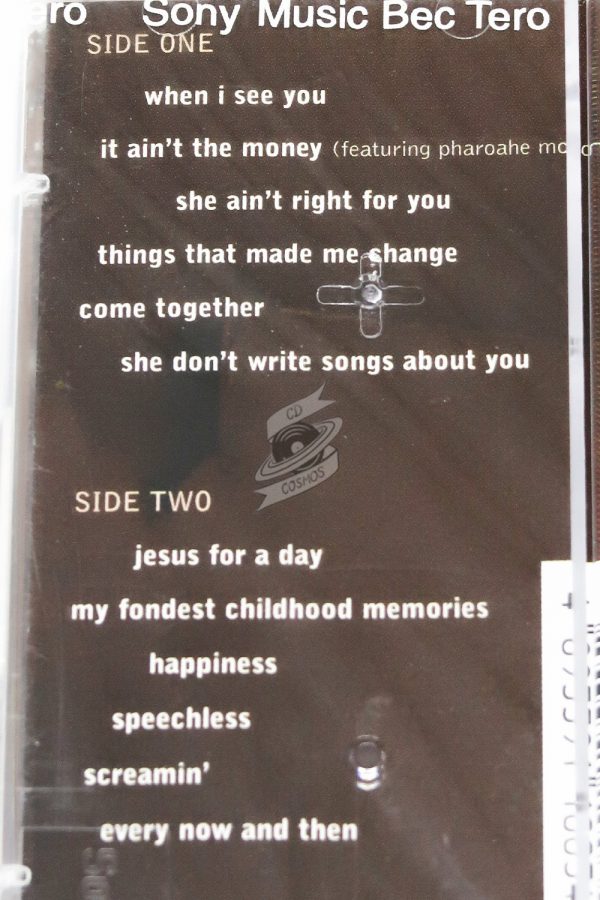 ero Sony Music Bec Tero
SIDE ONE
when i see you
it ain't the money (featuring pharoahe
she ain't right for you
things that made me change
come together
she don't write songs about you
CD
COSMOS
SIDE TWO
jesus for a day
my fondest childhood memories
happiness
speechless
screamin'
every now and then